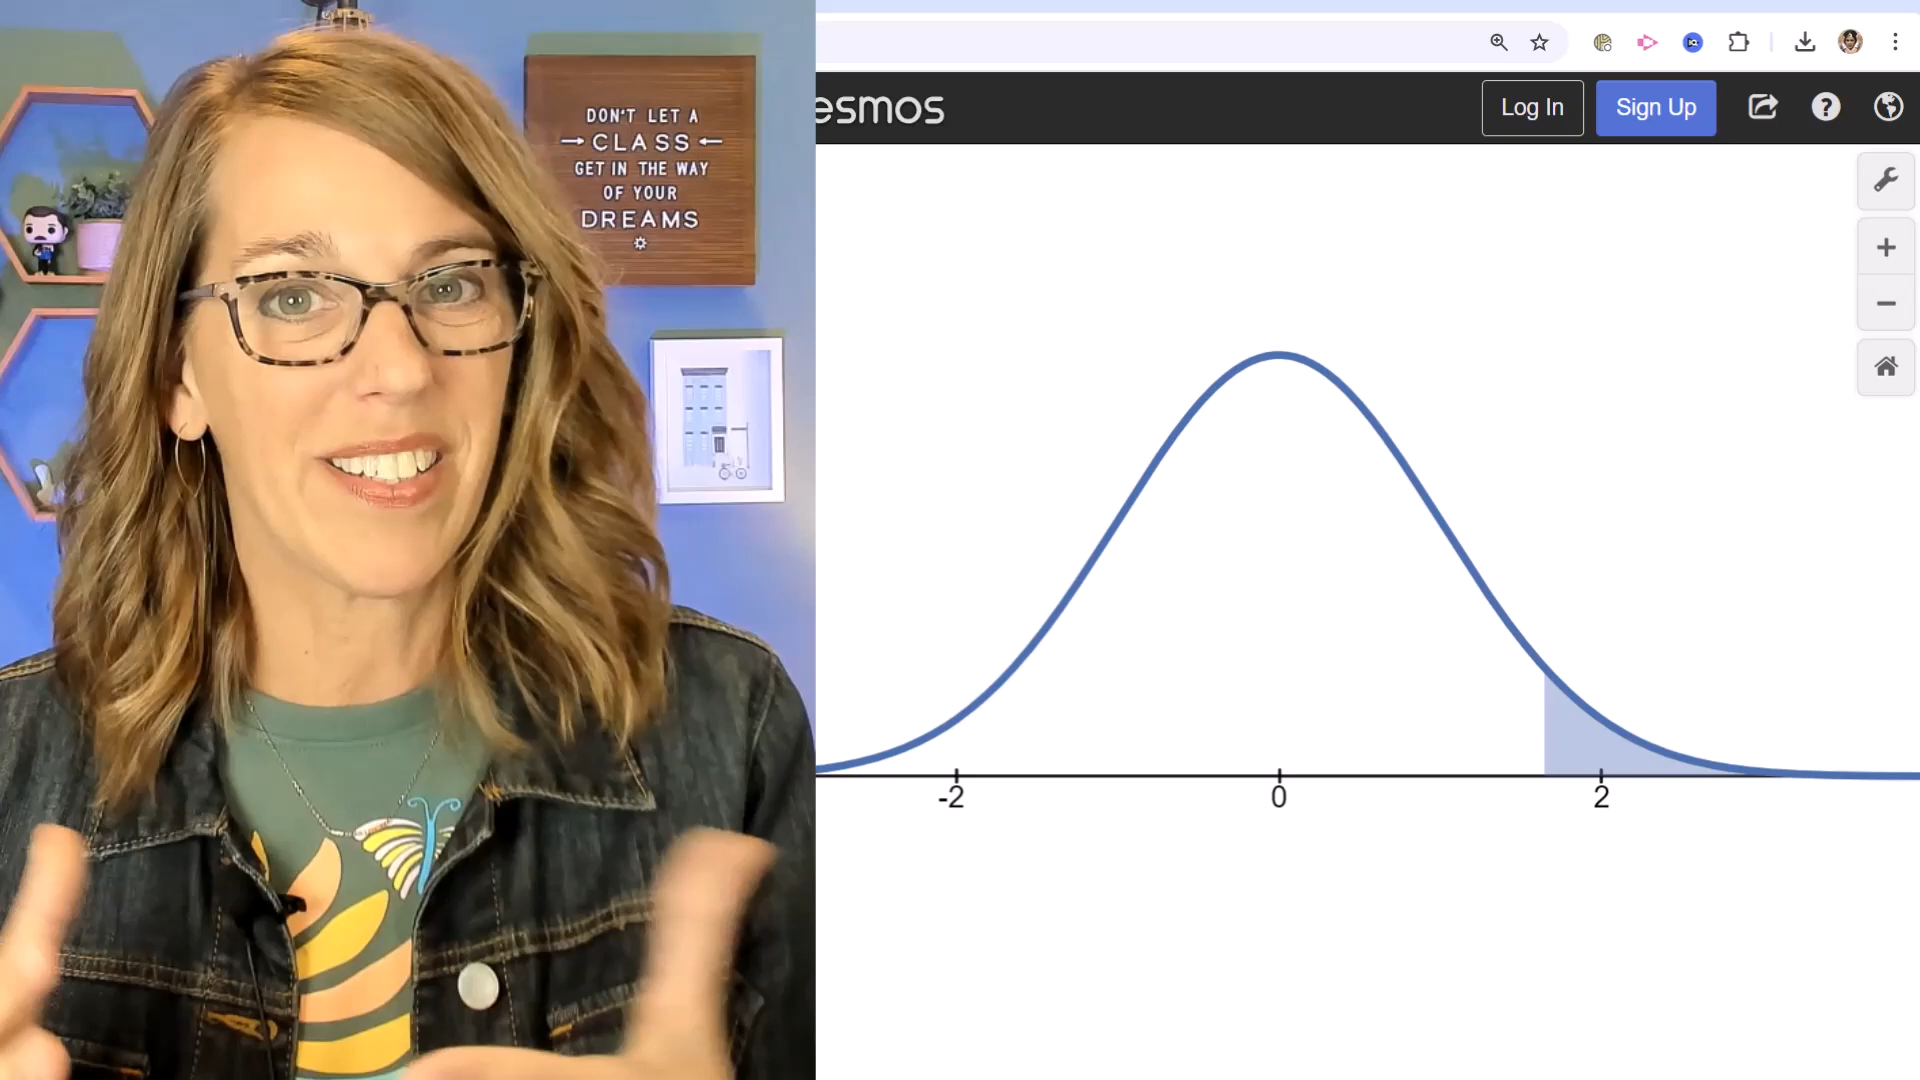 DON'T LET A
CLASS
GET IN THE WAY
OF YOUR
DREAMS
esmos
Log In
Sign Up
-2
0
2